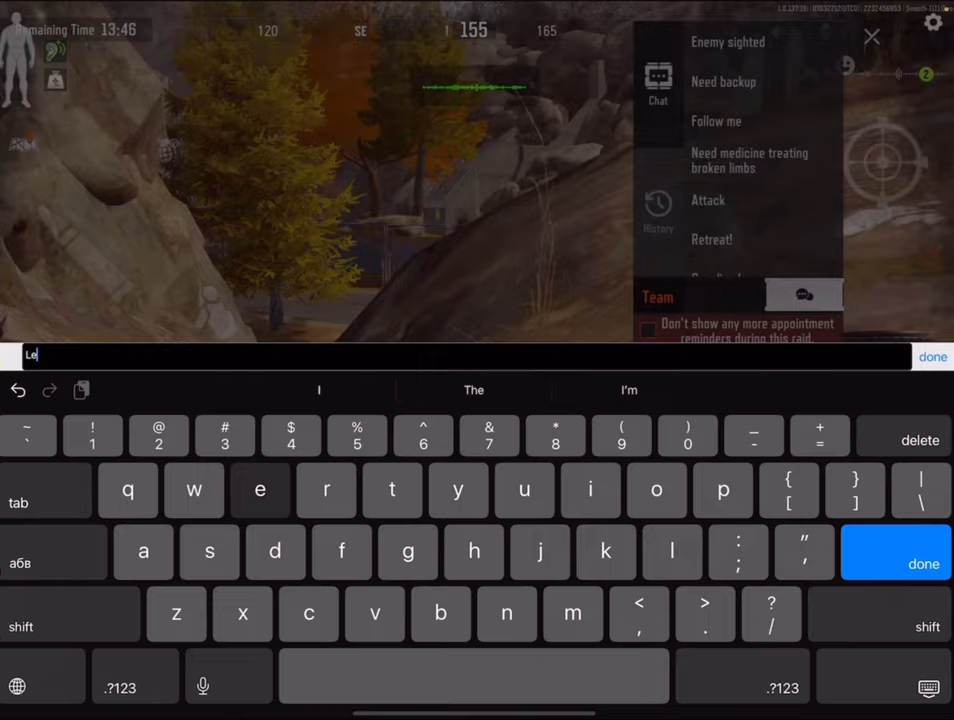 maining Time 13:46
120
SE
155
165
Enemy sighted
Need backup
Chat
Follow me
Need medicine treating
broken limbs
History
Attack
Retreat!
2
Team
Don't show any more appointment
reminders during this raid.
Le
done
I
The
I'm
~ ! @ # $ % ^ & * ( ) _ +
` 1 2 3 4 5 6 7 8 9 0 - = delete
tab q w e r t y u i o p { [ } ] | \
абв a s d f g h j k l : ; " ' done
shift z x c v b n m < , > . ? / shift
.?123 .?123